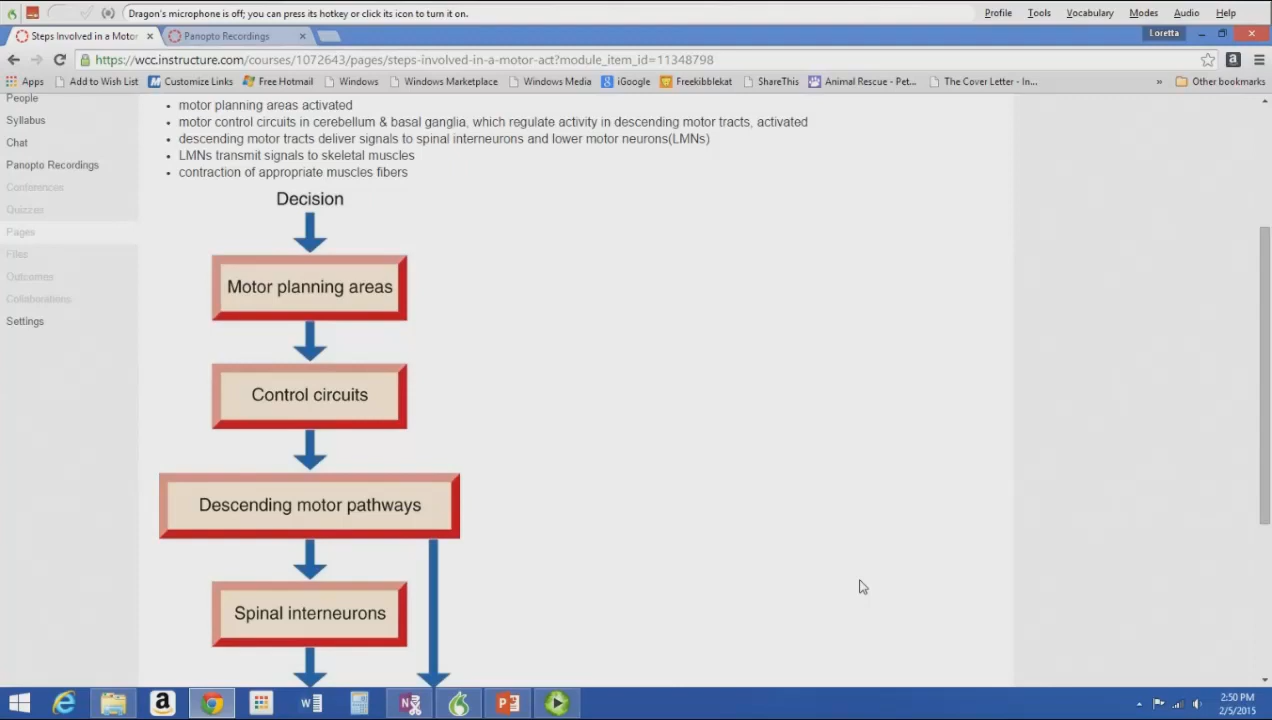 Dragon's microphone is off; you can press its hotkey or click its icon to turn it on.
Profile Tools Vocabulary Modes Audio Help
Steps Involved in a Motor
Panopto Recordings
Loretta
https://wcc.instructure.com/courses/1072643/pages/steps-involved-in-a-motor-act?module_item_id=11348798
Apps Add to Wish List Customize Links Free Hotmail Windows Windows Marketplace Windows Media iGoogle Freekibblekat ShareThis Animal Rescue - Pet... The Cover Letter - In... » Other bookmarks
People
Syllabus
Chat
Panopto Recordings
Conferences
Quizzes
Pages
Files
Outcomes
Collaborations
Settings
• motor planning areas activated
• motor control circuits in cerebellum & basal ganglia, which regulate activity in descending motor tracts, activated
• descending motor tracts deliver signals to spinal interneurons and lower motor neurons(LMNs)
• LMNs transmit signals to skeletal muscles
• contraction of appropriate muscles fibers
Decision
Motor planning areas
Control circuits
Descending motor pathways
Spinal interneurons
2:50 PM
2/5/2015